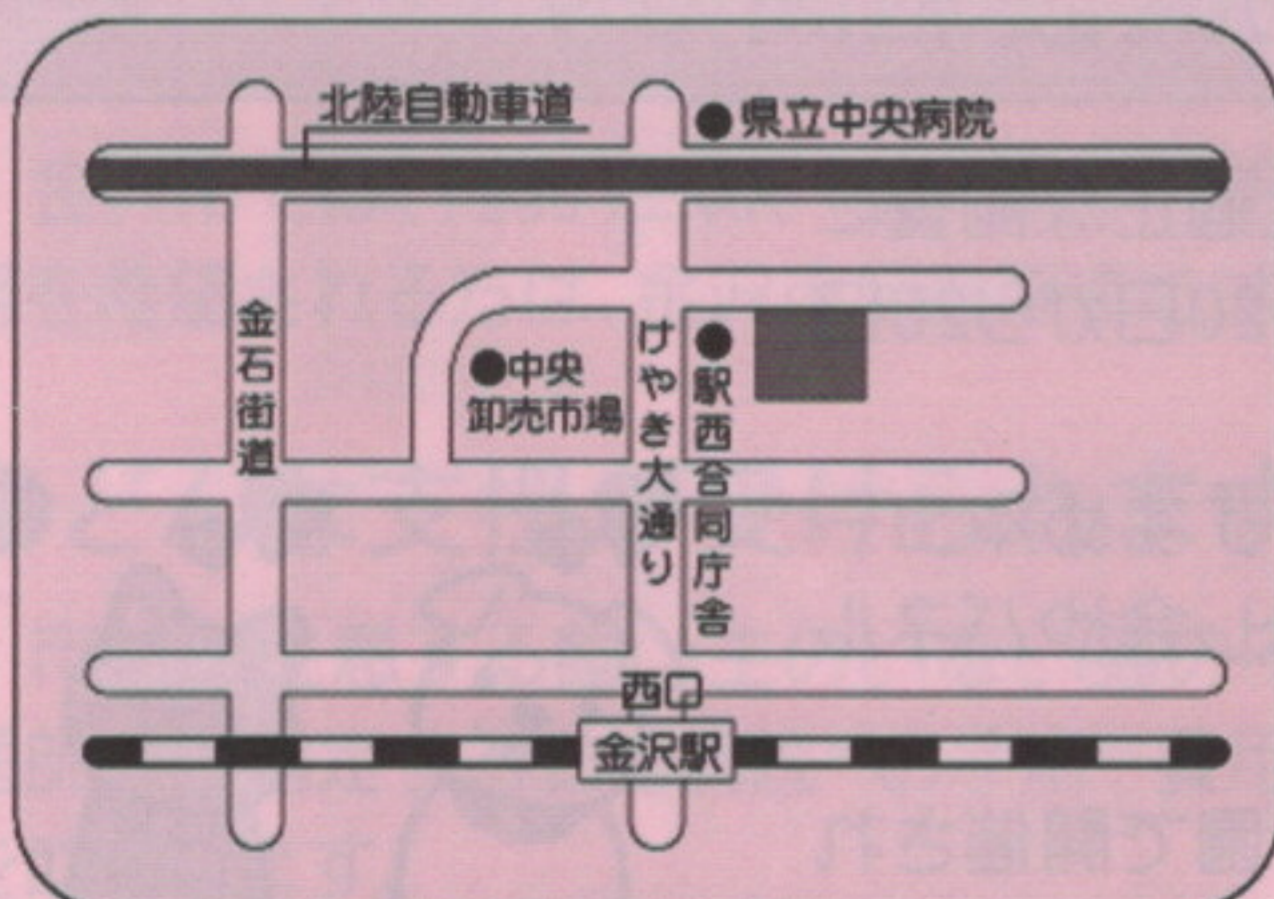 北陸自動車道
●県立中央病院
金石街道
●中央
卸売市場
けやき大通り
●駅西合同庁舎
西口
金沢駅